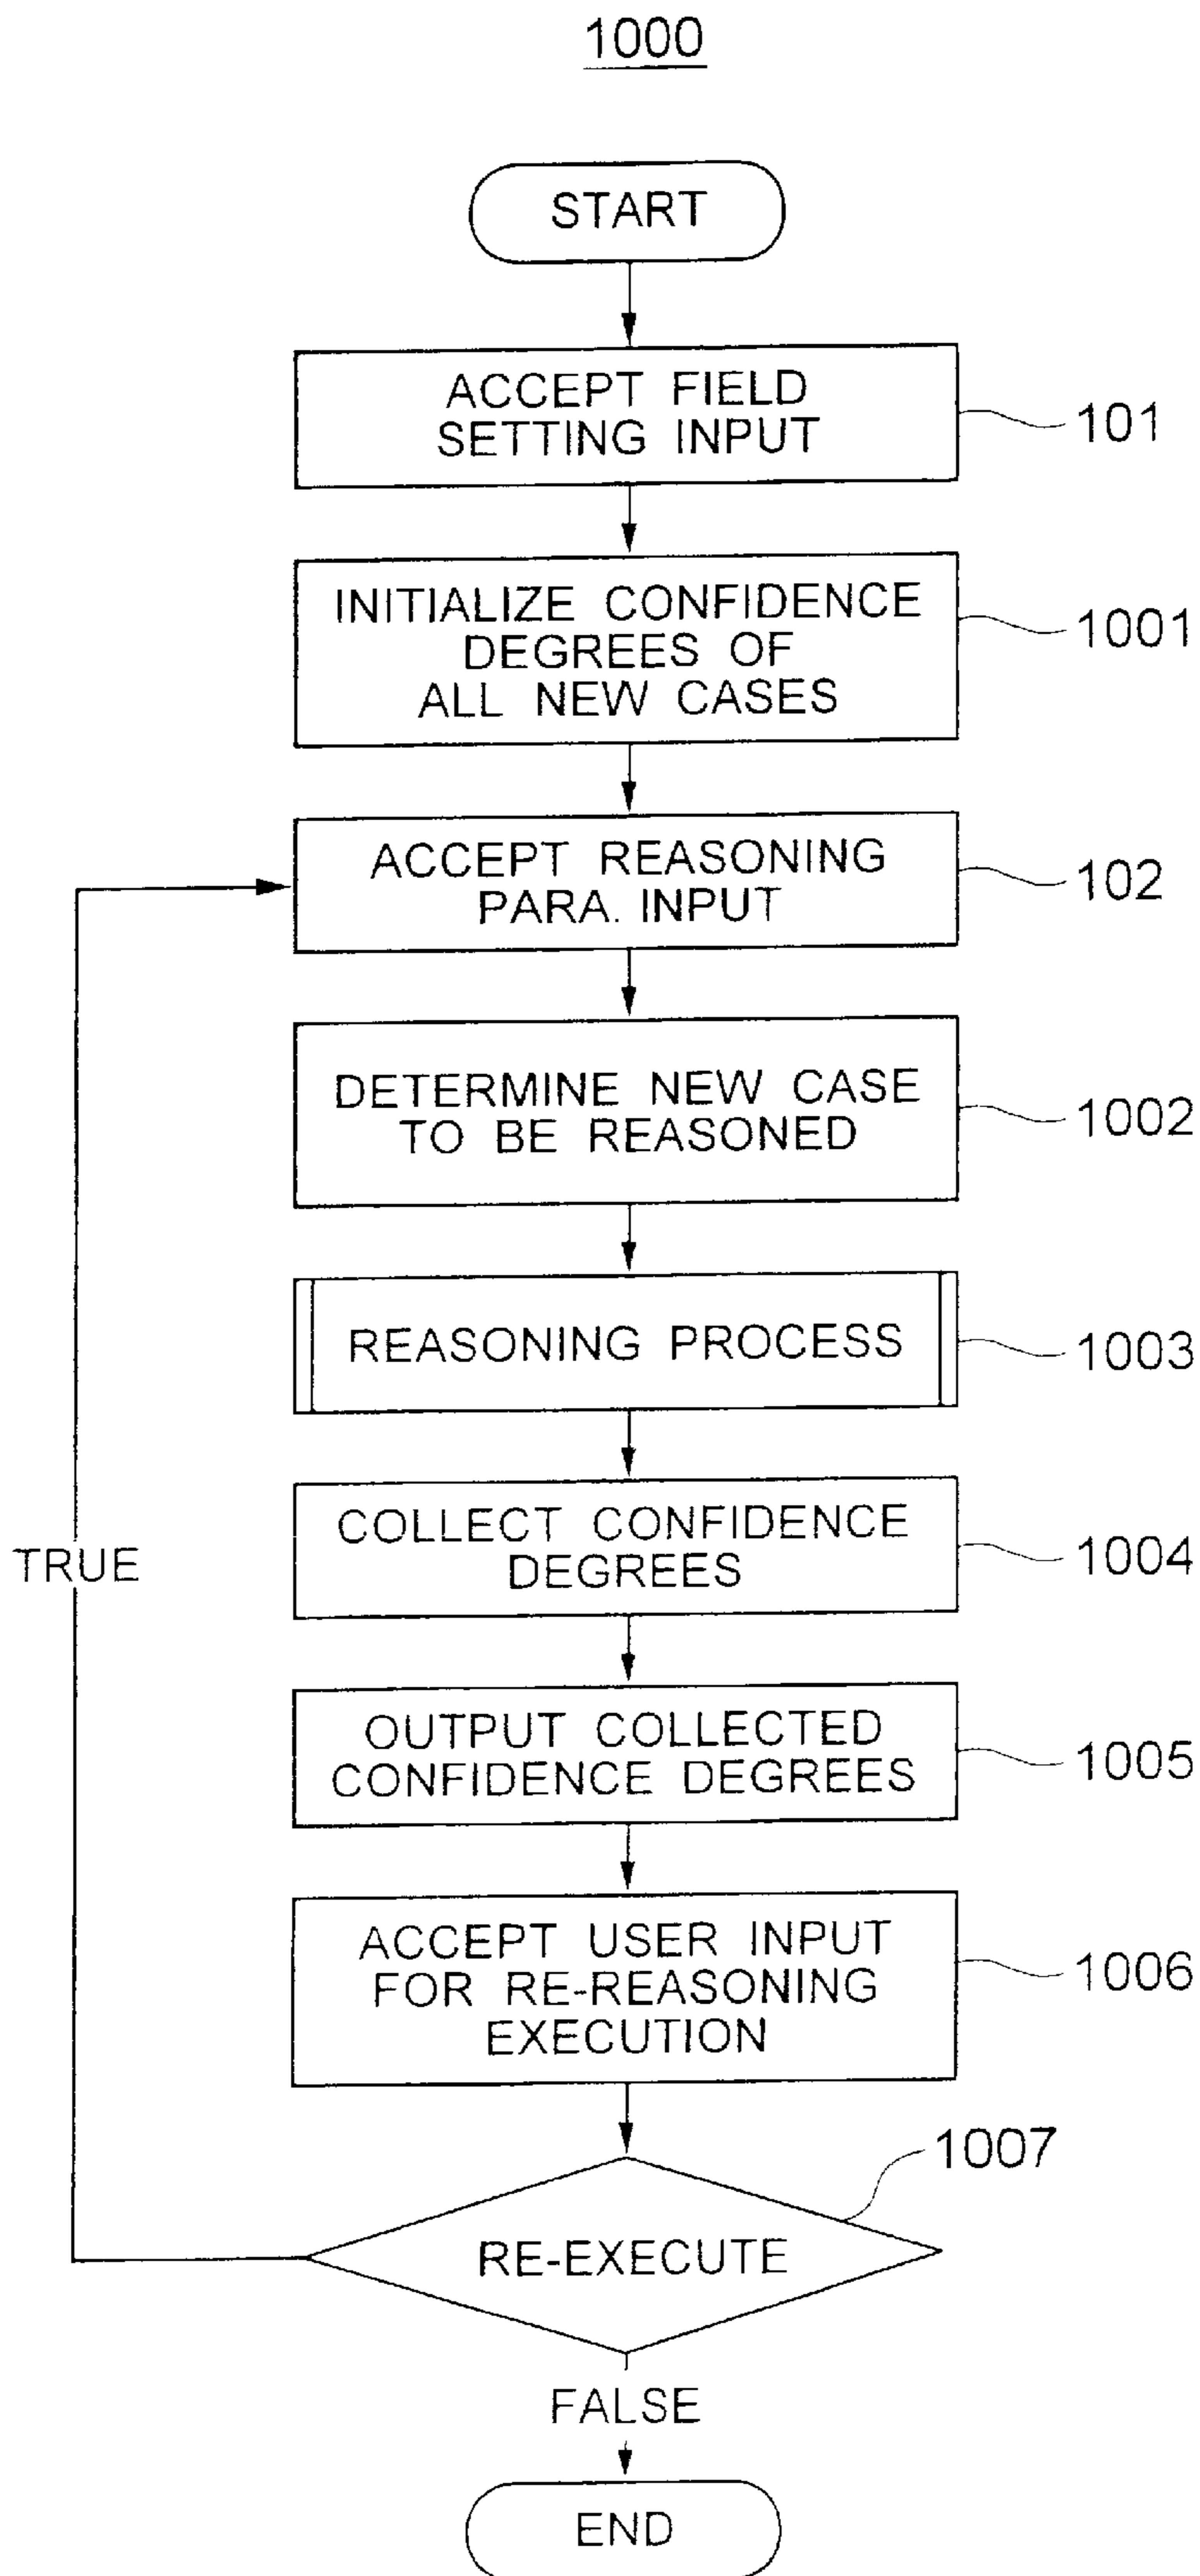 1000
START
ACCEPT FIELD
SETTING INPUT
101
INITIALIZE CONFIDENCE
DEGREES OF
ALL NEW CASES
1001
ACCEPT REASONING
PARA. INPUT
102
DETERMINE NEW CASE
TO BE REASONED
1002
REASONING PROCESS
1003
COLLECT CONFIDENCE
DEGREES
1004
TRUE
OUTPUT COLLECTED
CONFIDENCE DEGREES
1005
ACCEPT USER INPUT
FOR RE-REASONING
EXECUTION
1006
1007
RE-EXECUTE
FALSE
END